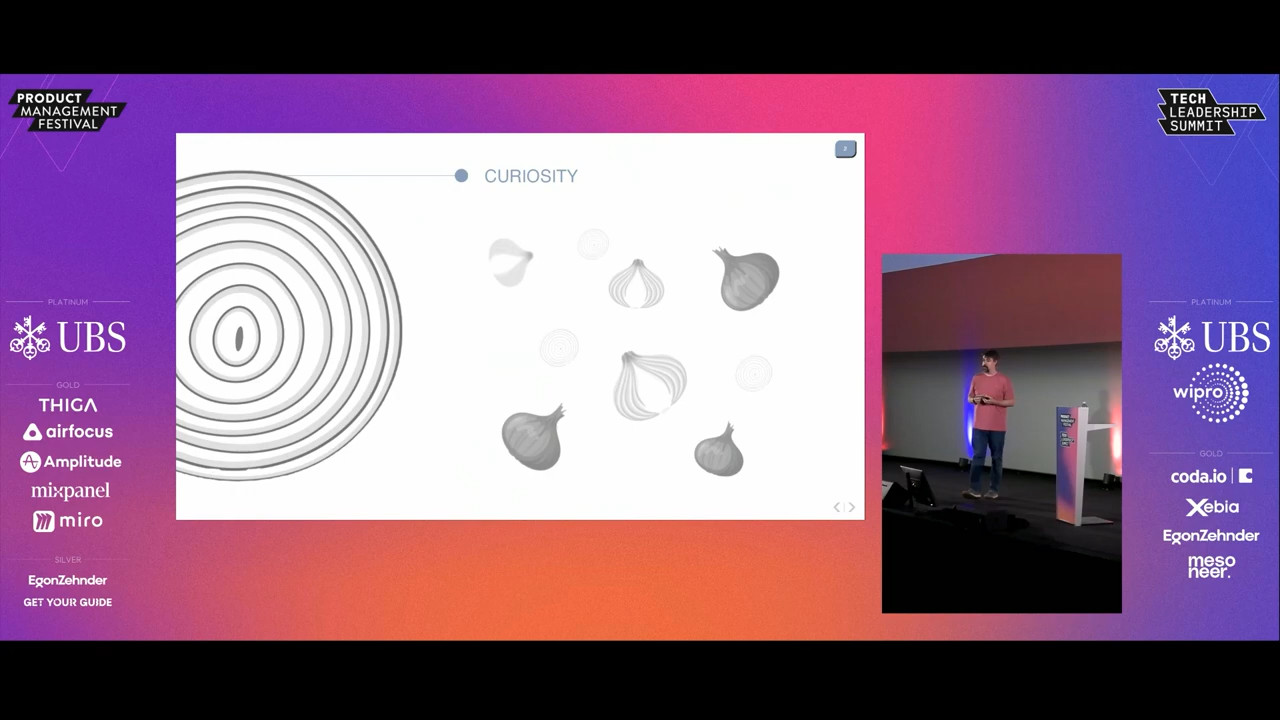 PRODUCT
MANAGEMENT
FESTIVAL
TECH
LEADERSHIP
SUMMIT
2
CURIOSITY
PLATINUM
UBS
GOLD
THIGA
airfocus
Amplitude
mixpanel
miro
SILVER
EgonZehnder
GET YOUR GUIDE
PLATINUM
UBS
wipro
GOLD
coda.io
Xebia
EgonZehnder
meso
neer.